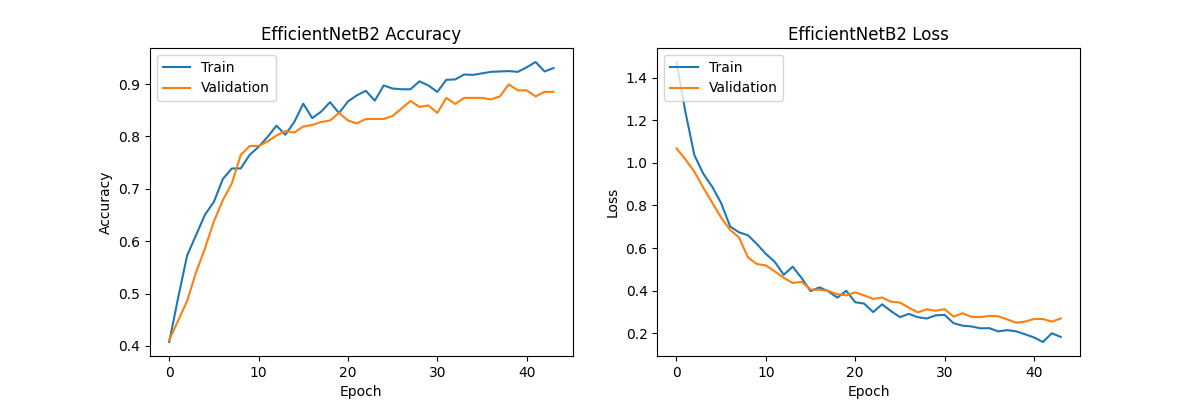 EfficientNetB2 Accuracy
Train
Validation
0.9
0.8
0.7
0.6
0.5
0.4
Accuracy
0
10
20
30
40
Epoch
EfficientNetB2 Loss
Train
Validation
1.4
1.2
1.0
0.8
0.6
0.4
0.2
Loss
0
10
20
30
40
Epoch